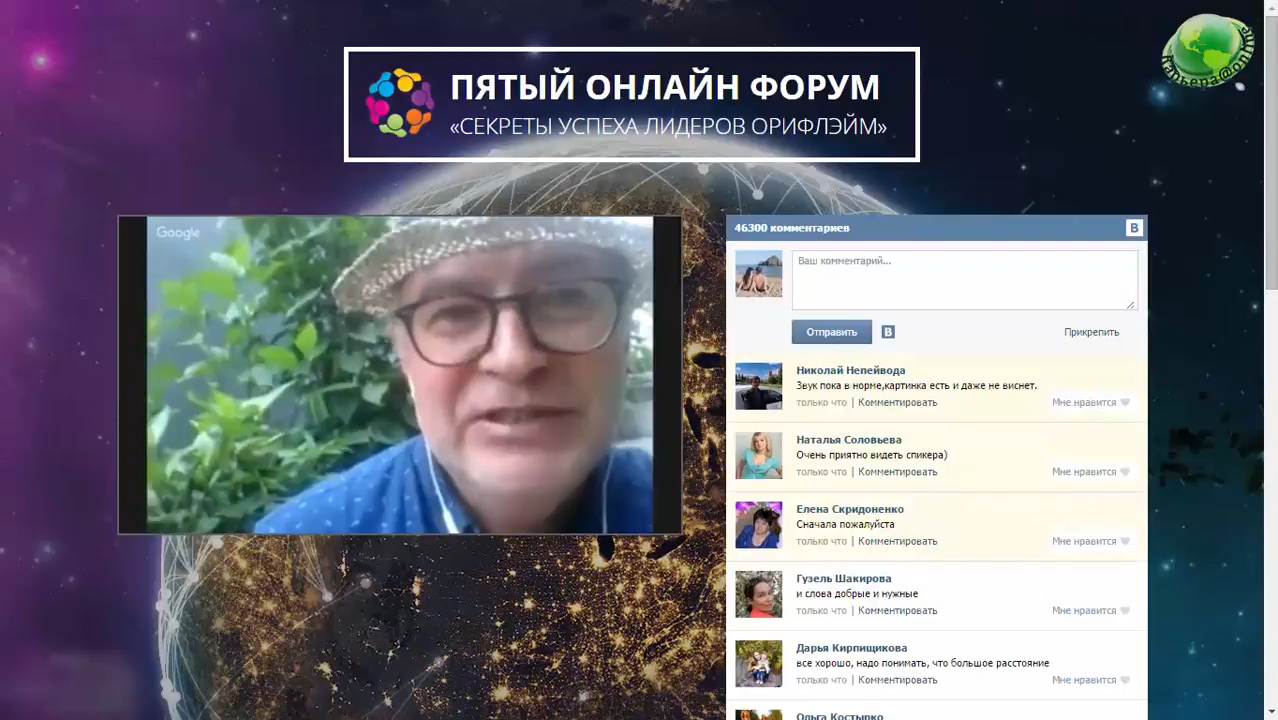 ПЯТЫЙ ОНЛАЙН ФОРУМ
«СЕКРЕТЫ УСПЕХА ЛИДЕРОВ ОРИФЛЭЙМ»
Карьера@online
Google
46300 комментариев
В
Ваш комментарий...
Отправить
В
Прикрепить
Николай Непейвода
Звук пока в норме,картинка есть и даже не виснет.
только что | Комментировать
Мне нравится
Наталья Соловьева
Очень приятно видеть спикера)
только что | Комментировать
Мне нравится
Елена Скридоненко
Сначала пожалуйста
только что | Комментировать
Мне нравится
Гузель Шакирова
и слова добрые и нужные
только что | Комментировать
Мне нравится
Дарья Кирпищикова
все хорошо, надо понимать, что большое расстояние
только что | Комментировать
Мне нравится
Ольга Костырко